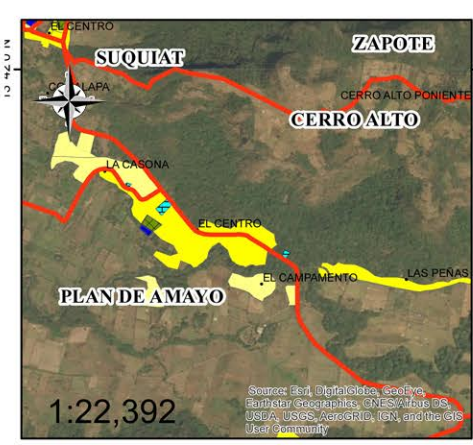 EL CENTRO
ZAPOTE
SUQUIAT
CERRO ALTO PONIENTE
CERRO ALTO
LA CASONA
EL CENTRO
EL CAMPAMENTO
LAS PEÑAS
PLAN DE AMAYO
1:22,392
Source: Esri, DigitalGlobe, GeoEye,
Earthstar Geographics, CNES/Airbus DS,
USDA, USGS, AeroGRID, IGN, and the GIS
User Community